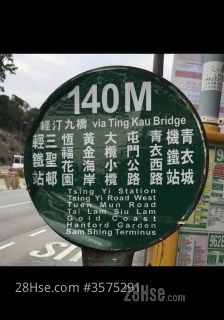 140M
經汀九橋 via Ting Kau Bridge
青衣城
機鐵站
青衣西路
屯門公路
大欖小欖
黃金海岸
恆福花園
三聖邨
輕鐵站
Tsing Yi Station
Tsing Yi Road West
Tuen Mun Road
Tai Lam Siu Lam
Gold Coast
Hanford Garden
Sam Shing Terminus
28Hse.com #3575291
28Hse.com